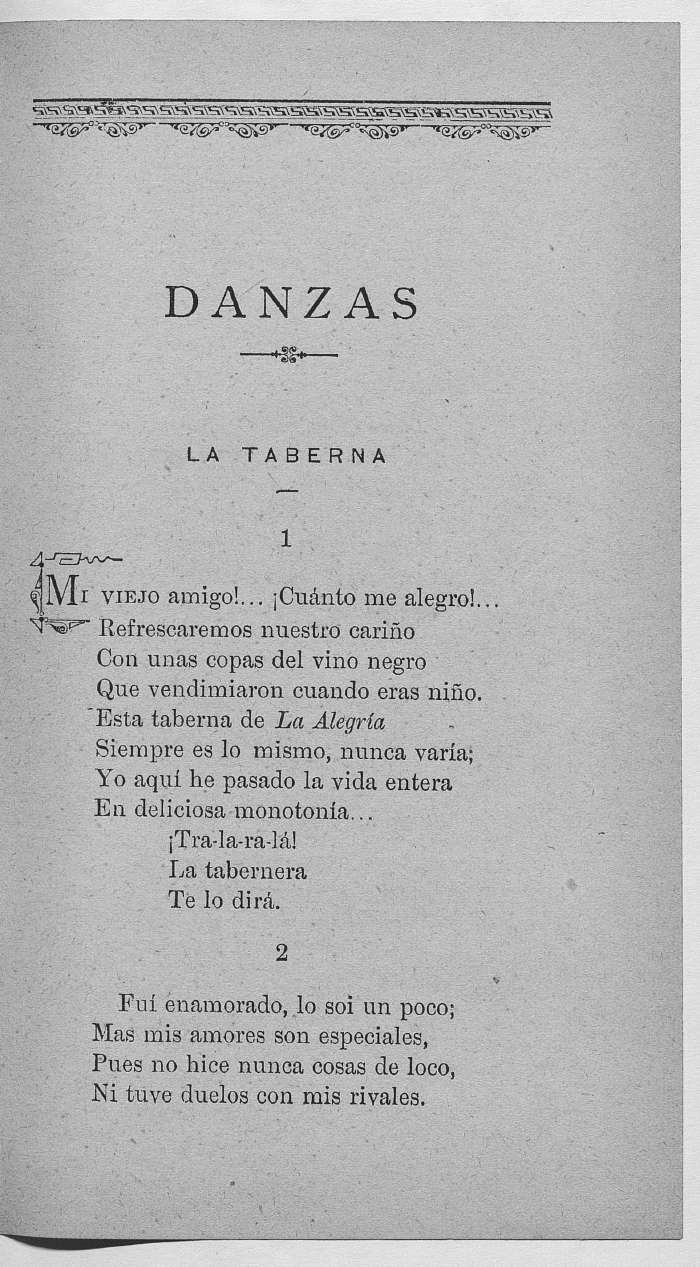 DANZAS
LA TABERNA
1
MI VIEJO amigo!... ¡Cuánto me alegro!...
Refrescaremos nuestro cariño
Con unas copas del vino negro
Que vendimiaron cuando eras niño.
Esta taberna de La Alegría
Siempre es lo mismo, nunca varía;
Yo aquí he pasado la vida entera
En deliciosa monotonía...
¡Tra-la-ra-lá!
La tabernera
Te lo dirá.
2
Fuí enamorado, lo soi un poco;
Mas mis amores son especiales,
Pues no hice nunca cosas de loco,
Ni tuve duelos con mis rivales.